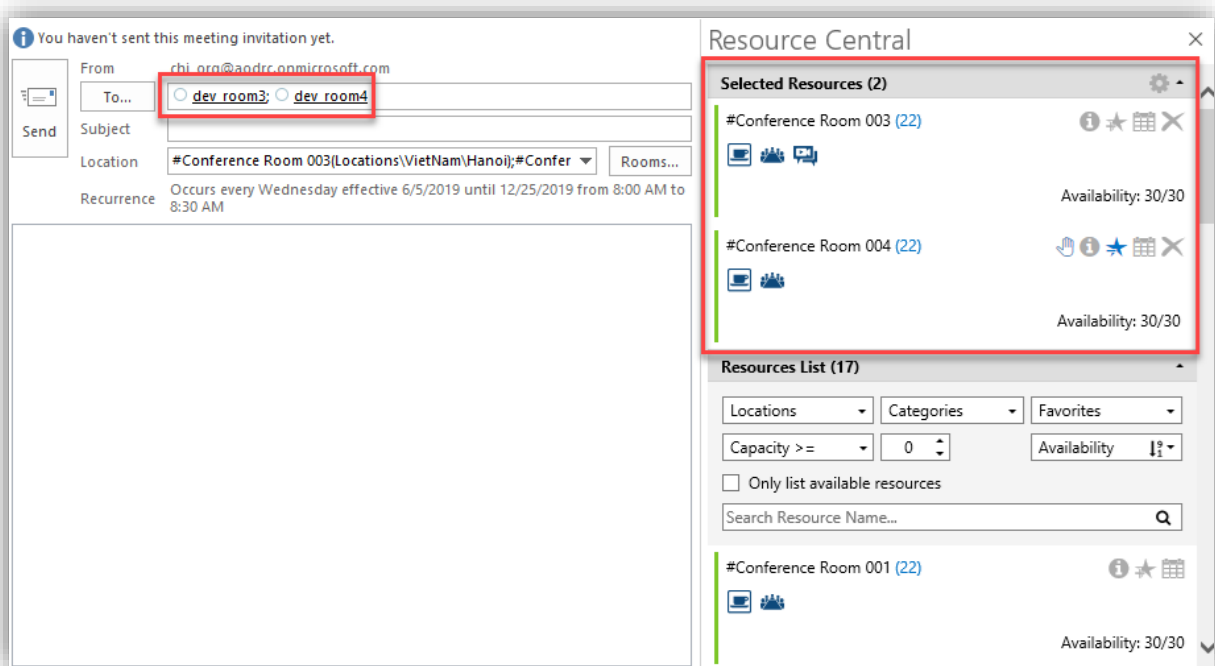 You haven't sent this meeting invitation yet.
From chi_org@aodrc.onmicrosoft.com
To... dev_room3; dev_room4
Send
Subject
Location #Conference Room 003(Locations\VietNam\Hanoi);#Confer Rooms...
Recurrence Occurs every Wednesday effective 6/5/2019 until 12/25/2019 from 8:00 AM to
8:30 AM
Resource Central
Selected Resources (2)
#Conference Room 003 (22)
Availability: 30/30
#Conference Room 004 (22)
Availability: 30/30
Resources List (17)
Locations Categories Favorites
Capacity >= 0 Availability
Only list available resources
Search Resource Name...
#Conference Room 001 (22)
Availability: 30/30